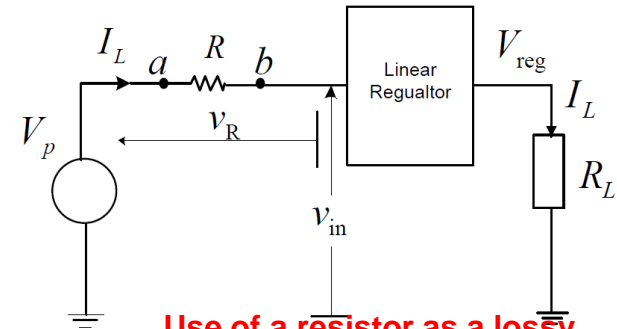 I_L
a
R
b
V_p
v_R
v_in
Linear
Regualtor
V_reg
I_L
R_L
Use of a resistor as a lossy